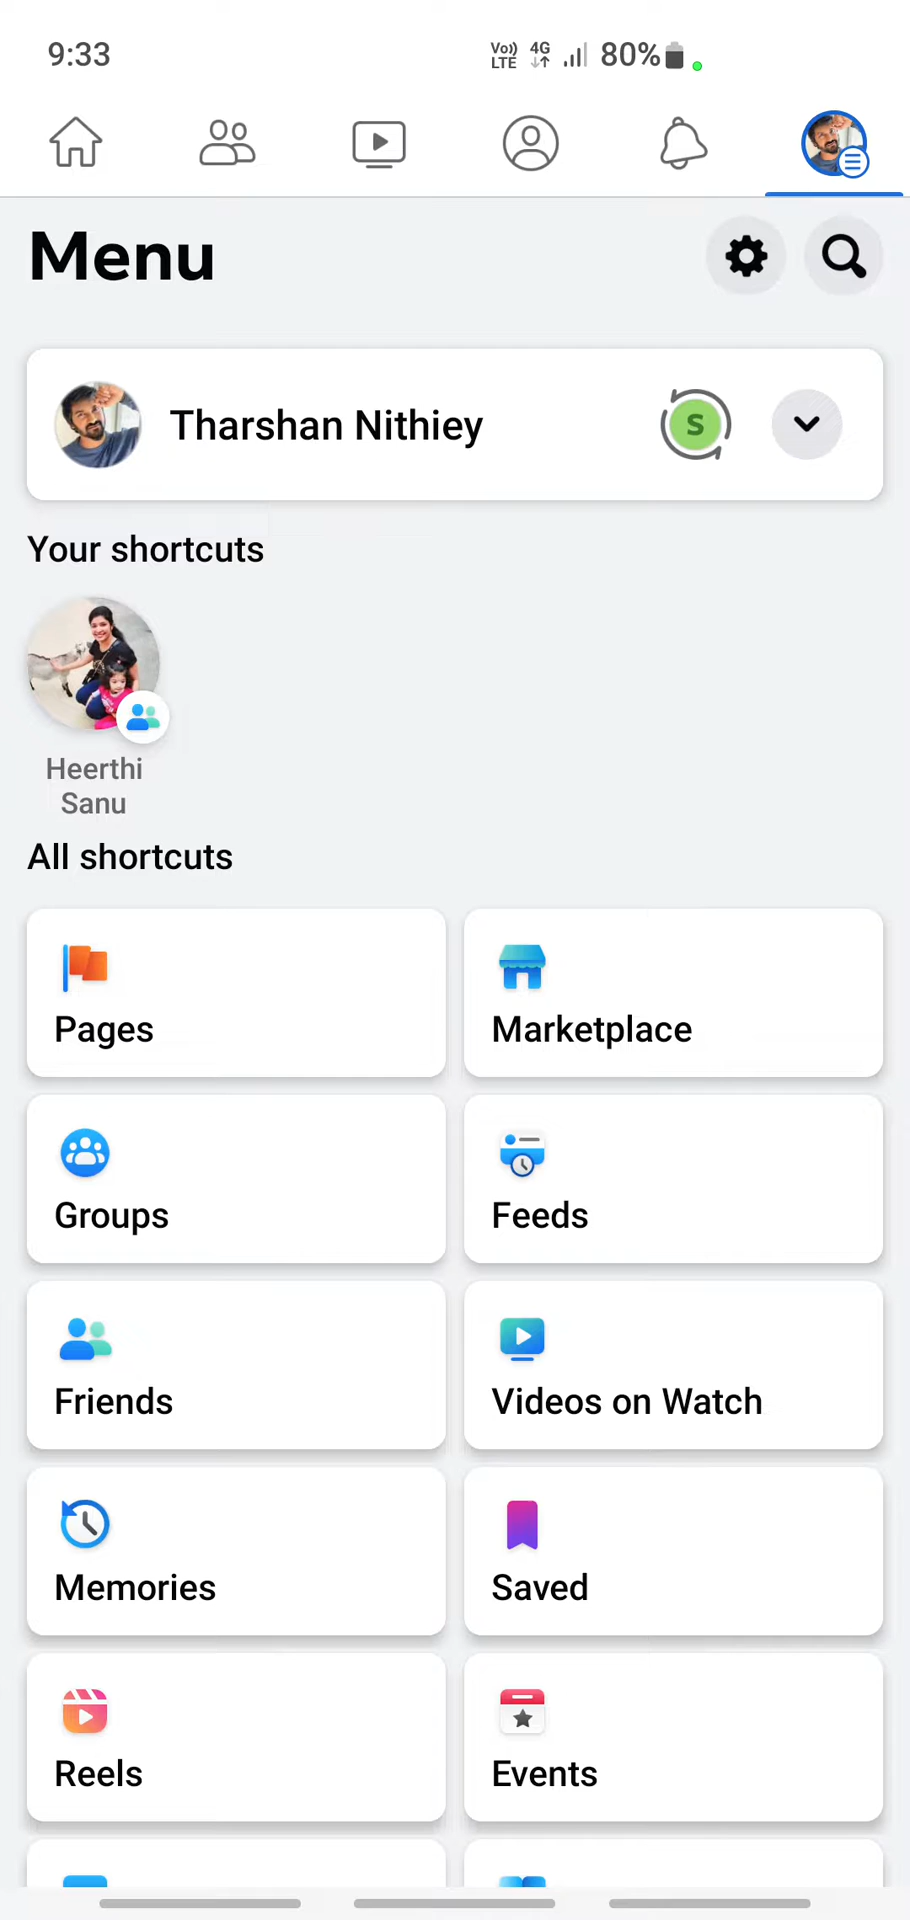 9:33
Vo)) LTE 4G 80%
Menu
Tharshan Nithiey S
Your shortcuts
Heerthi
Sanu
All shortcuts
Pages
Marketplace
Groups
Feeds
Friends
Videos on Watch
Memories
Saved
Reels
Events